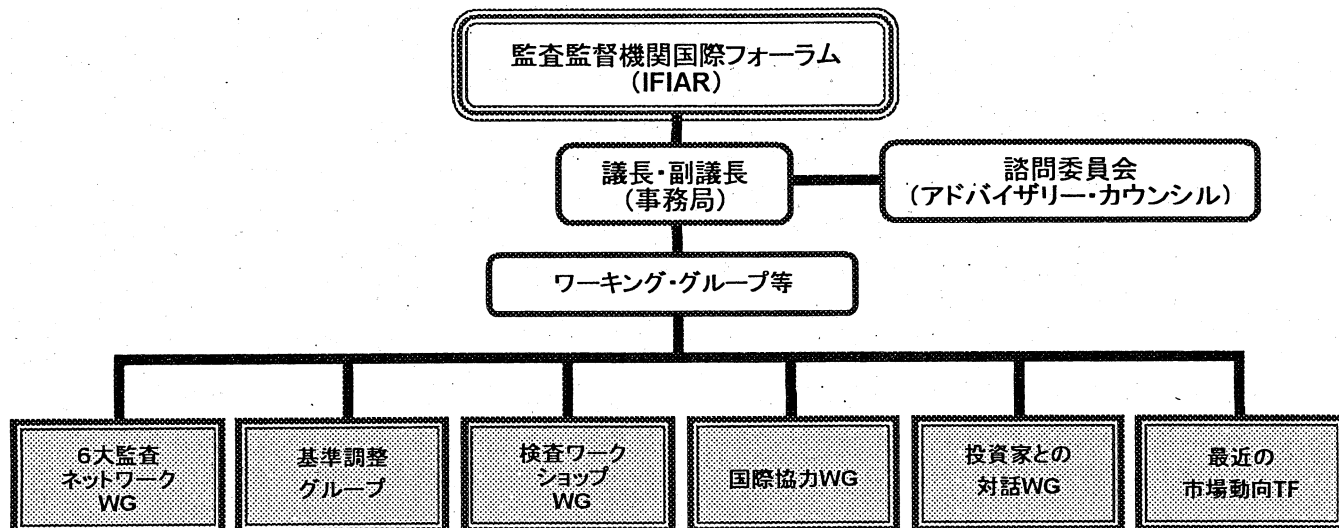 監査監督機関国際フォーラム
(IFIAR)
議長・副議長
(事務局)
諮問委員会
(アドバイザリー・カウンシル)
ワーキング・グループ等
6大監査
ネットワーク
WG
基準調整
グループ
検査ワーク
ショップ
WG
国際協力WG
投資家との
対話WG
最近の
市場動向TF